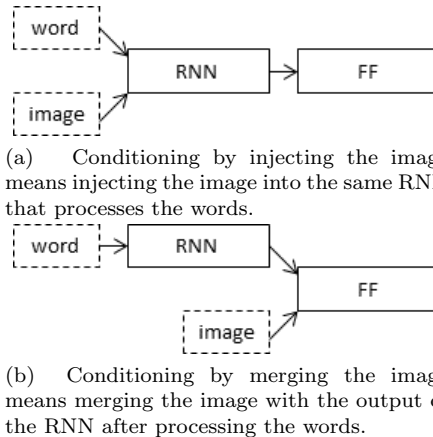 word
RNN
FF
image
(a) Conditioning by injecting the imag
means injecting the image into the same RNN
that processes the words.
word
RNN
FF
image
(b) Conditioning by merging the imag
means merging the image with the output
the RNN after processing the words.